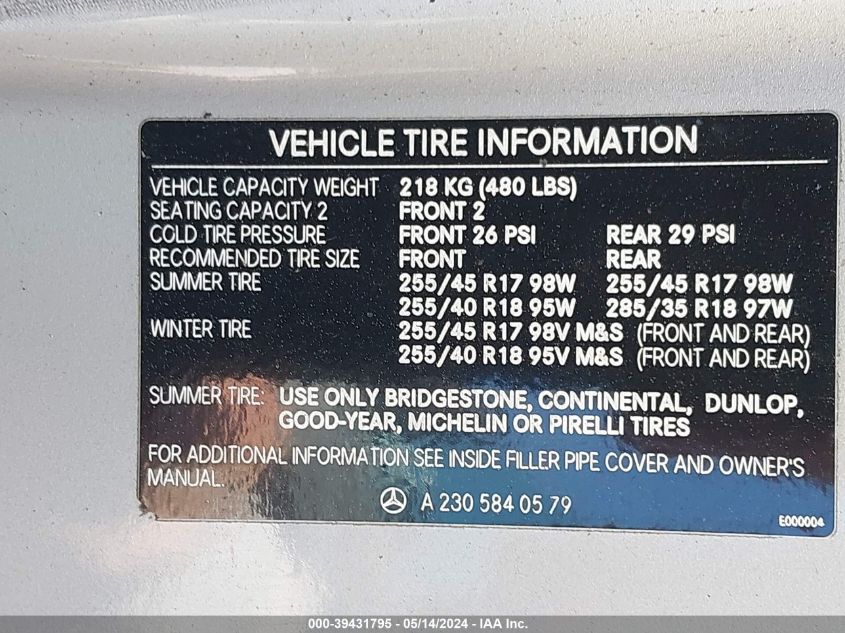 VEHICLE TIRE INFORMATION
VEHICLE CAPACITY WEIGHT 218 KG (480 LBS)
SEATING CAPACITY 2 FRONT 2
COLD TIRE PRESSURE FRONT 26 PSI REAR 29 PSI
RECOMMENDED TIRE SIZE FRONT REAR
SUMMER TIRE 255/45 R17 98W 255/45 R17 98W
255/40 R18 95W 285/35 R18 97W
WINTER TIRE 255/45 R17 98V M&S (FRONT AND REAR)
255/40 R18 95V M&S (FRONT AND REAR)
SUMMER TIRE: USE ONLY BRIDGESTONE, CONTINENTAL, DUNLOP,
GOOD-YEAR, MICHELIN OR PIRELLI TIRES
FOR ADDITIONAL INFORMATION SEE INSIDE FILLER PIPE COVER AND OWNER'S
MANUAL.
A 230 584 05 79
E000004
000-39431795 - 05/14/2024 - IAA Inc.